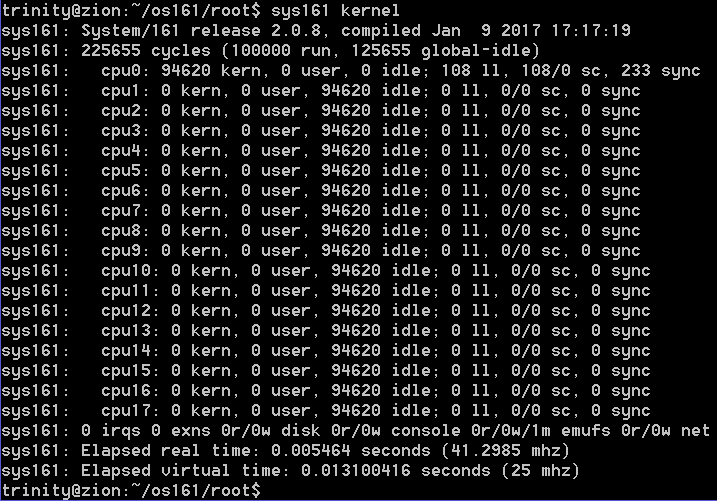 trinity@zion:~/os161/root$ sys161 kernel
sys161: System/161 release 2.0.8, compiled Jan  9 2017 17:17:19
sys161: 225655 cycles (100000 run, 125655 global-idle)
sys161:   cpu0: 94620 kern, 0 user, 0 idle; 108 ll, 108/0 sc, 233 sync
sys161:   cpu1: 0 kern, 0 user, 94620 idle; 0 ll, 0/0 sc, 0 sync
sys161:   cpu2: 0 kern, 0 user, 94620 idle; 0 ll, 0/0 sc, 0 sync
sys161:   cpu3: 0 kern, 0 user, 94620 idle; 0 ll, 0/0 sc, 0 sync
sys161:   cpu4: 0 kern, 0 user, 94620 idle; 0 ll, 0/0 sc, 0 sync
sys161:   cpu5: 0 kern, 0 user, 94620 idle; 0 ll, 0/0 sc, 0 sync
sys161:   cpu6: 0 kern, 0 user, 94620 idle; 0 ll, 0/0 sc, 0 sync
sys161:   cpu7: 0 kern, 0 user, 94620 idle; 0 ll, 0/0 sc, 0 sync
sys161:   cpu8: 0 kern, 0 user, 94620 idle; 0 ll, 0/0 sc, 0 sync
sys161:   cpu9: 0 kern, 0 user, 94620 idle; 0 ll, 0/0 sc, 0 sync
sys161:   cpu10: 0 kern, 0 user, 94620 idle; 0 ll, 0/0 sc, 0 sync
sys161:   cpu11: 0 kern, 0 user, 94620 idle; 0 ll, 0/0 sc, 0 sync
sys161:   cpu12: 0 kern, 0 user, 94620 idle; 0 ll, 0/0 sc, 0 sync
sys161:   cpu13: 0 kern, 0 user, 94620 idle; 0 ll, 0/0 sc, 0 sync
sys161:   cpu14: 0 kern, 0 user, 94620 idle; 0 ll, 0/0 sc, 0 sync
sys161:   cpu15: 0 kern, 0 user, 94620 idle; 0 ll, 0/0 sc, 0 sync
sys161:   cpu16: 0 kern, 0 user, 94620 idle; 0 ll, 0/0 sc, 0 sync
sys161:   cpu17: 0 kern, 0 user, 94620 idle; 0 ll, 0/0 sc, 0 sync
sys161: 0 irqs 0 exns 0r/0w disk 0r/0w console 0r/0w/1m emufs 0r/0w net
sys161: Elapsed real time: 0.005464 seconds (41.2985 mhz)
sys161: Elapsed virtual time: 0.013100416 seconds (25 mhz)
trinity@zion:~/os161/root$